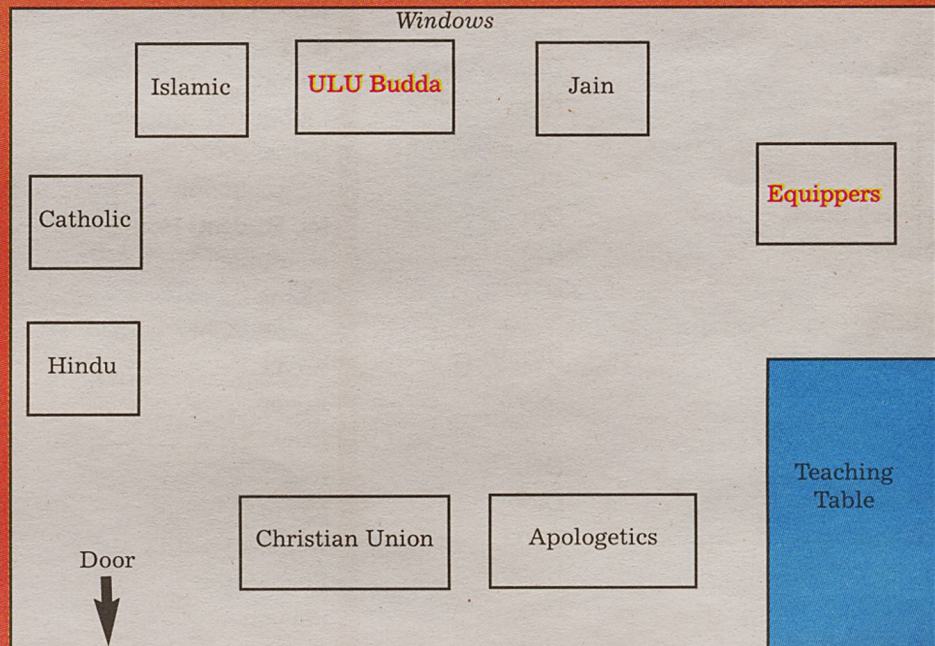 Windows
Islamic
ULU Budda
Jain
Equippers
Catholic
Hindu
Teaching
Table
Christian Union
Apologetics
Door